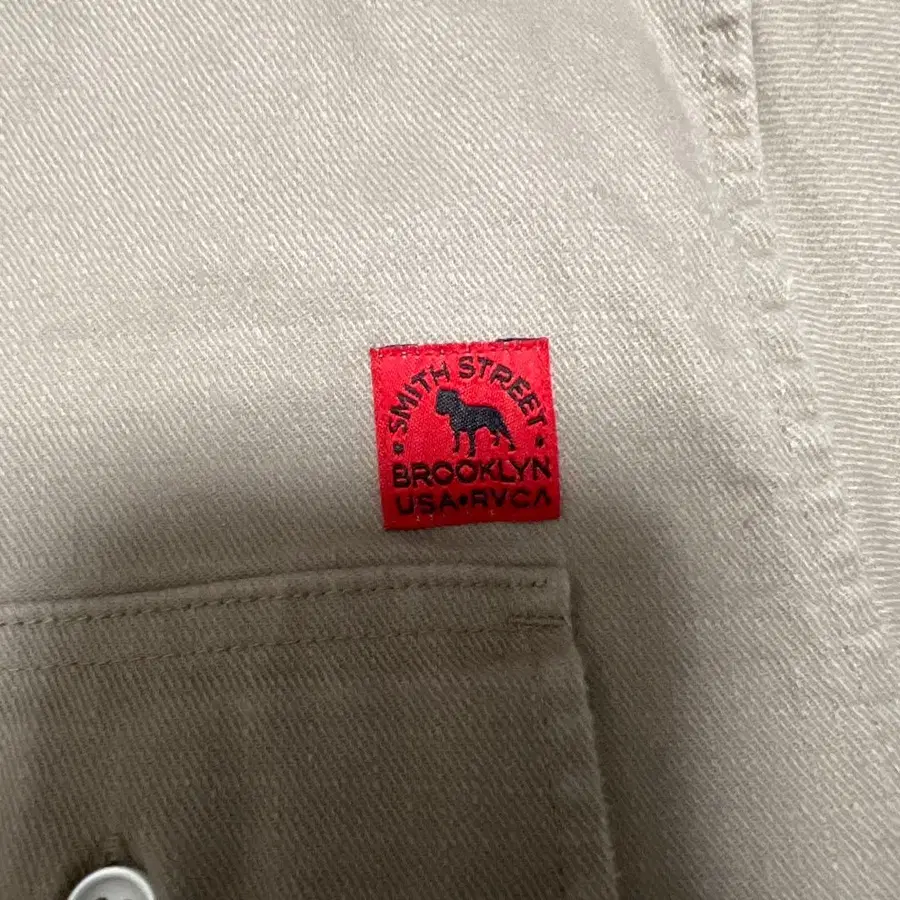 SMITH STREET
BROOKLYN
USA•RVCA